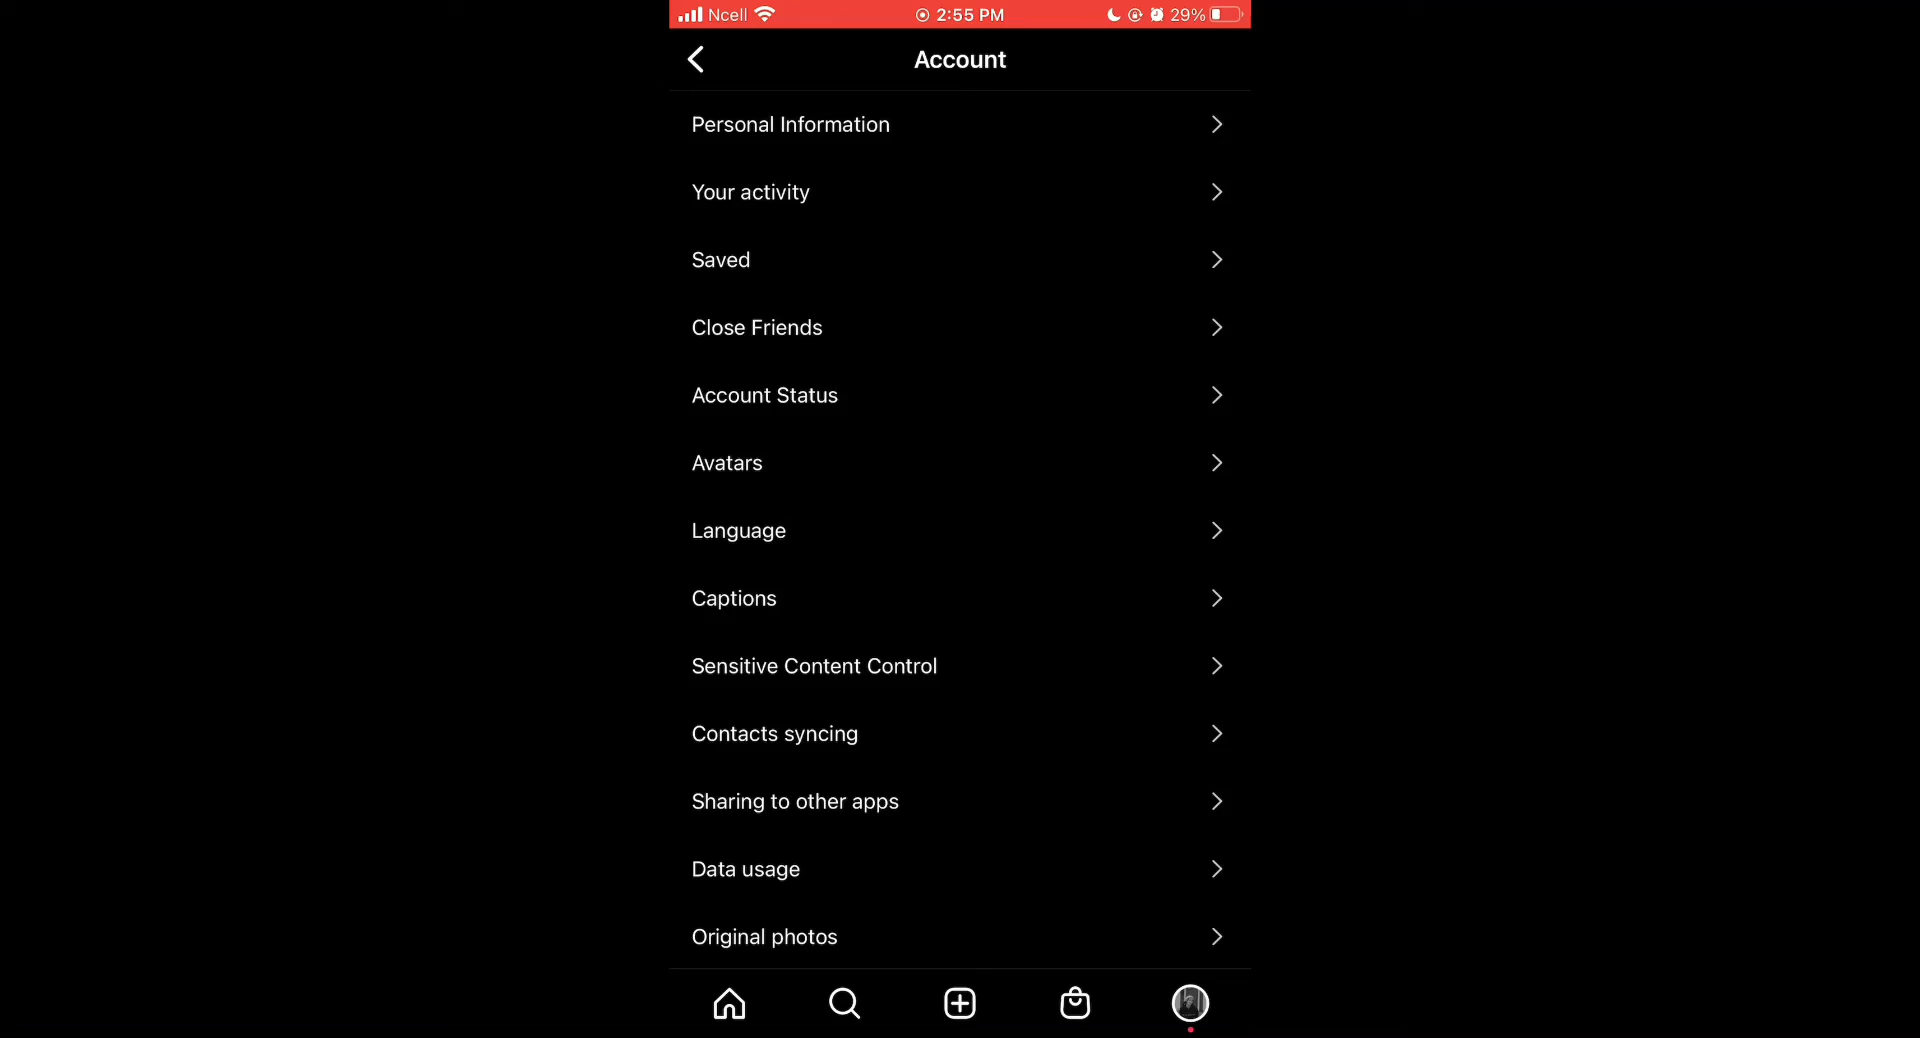 Ncell 2:55 PM 29%
Account
Personal Information
Your activity
Saved
Close Friends
Account Status
Avatars
Language
Captions
Sensitive Content Control
Contacts syncing
Sharing to other apps
Data usage
Original photos